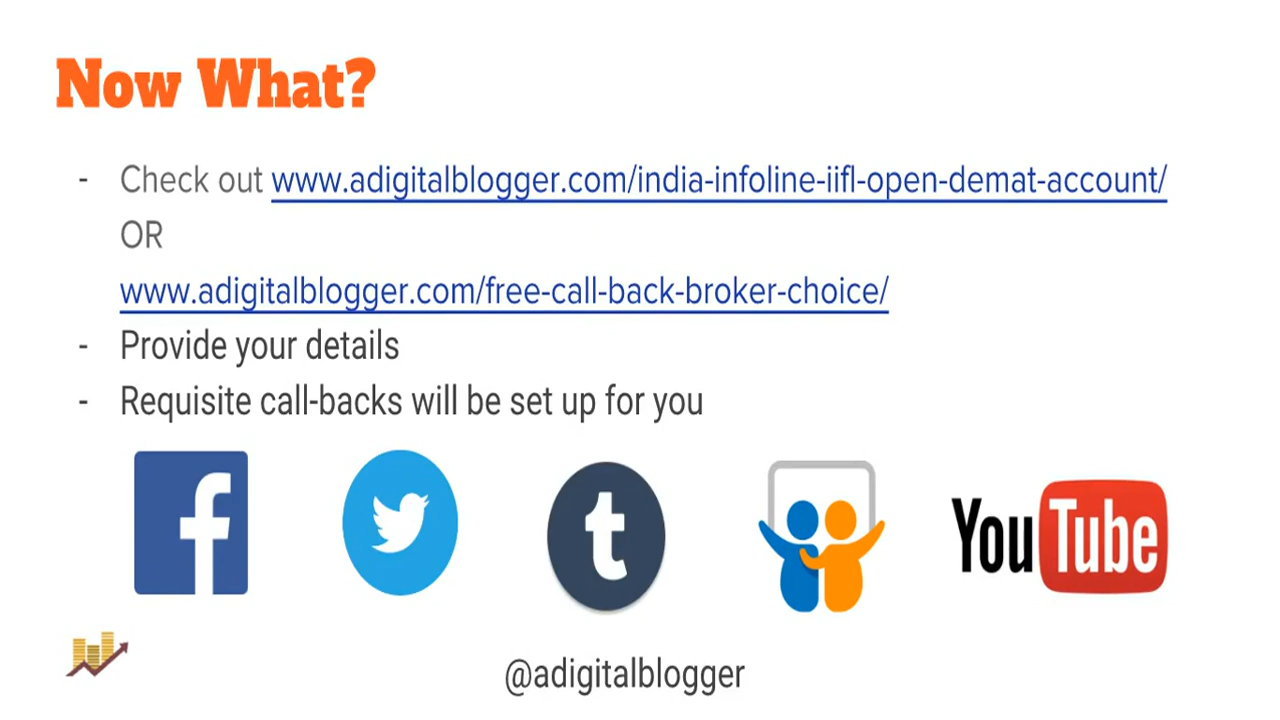 Now What?
- Check out www.adigitalblogger.com/india-infoline-iifl-open-demat-account/
OR
www.adigitalblogger.com/free-call-back-broker-choice/
- Provide your details
- Requisite call-backs will be set up for you
f
t
YouTube
@adigitalblogger